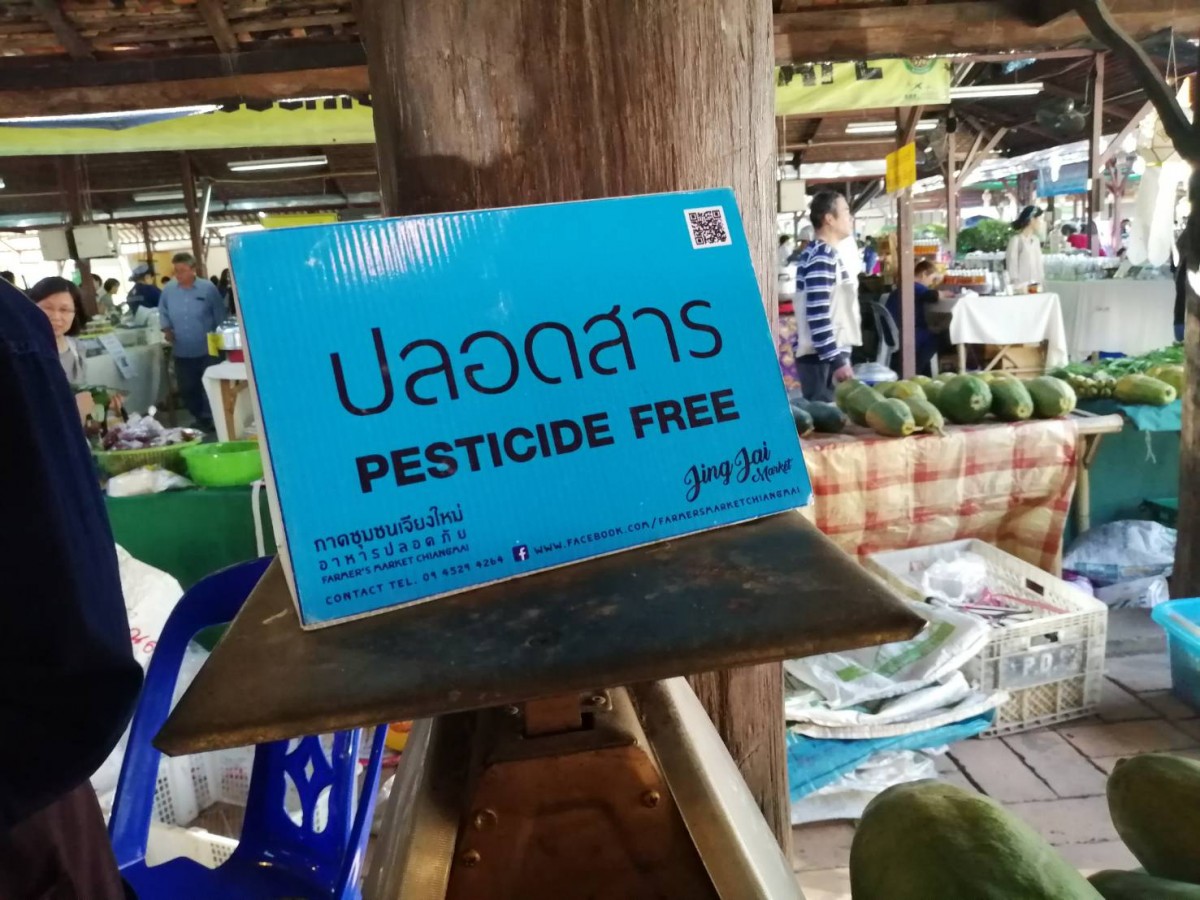 ปลอดสาร
PESTICIDE FREE
Jing Jai
Market
กาดชุมชนเจียงใหม่
อาหารปลอดภัย
FARMER'S MARKET CHIANGMAI
WWW.FACEBOOK.COM/FARMERSMARKETCHIANGMAI
CONTACT TEL. 09 4529 4264